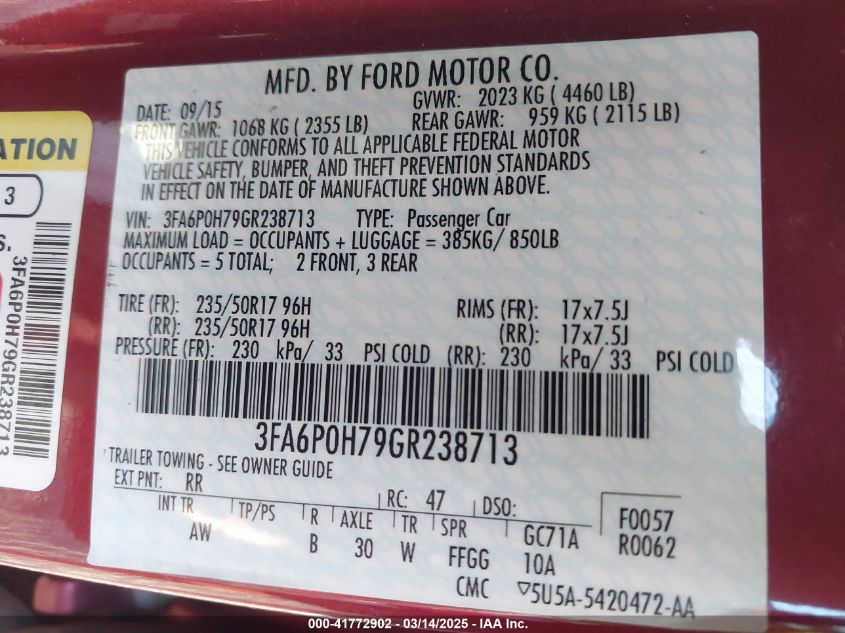 MFD. BY FORD MOTOR CO.
DATE: 09/15 GVWR: 2023 KG ( 4460 LB)
FRONT GAWR: 1068 KG ( 2355 LB) REAR GAWR: 959 KG ( 2115 LB)
THIS VEHICLE CONFORMS TO ALL APPLICABLE FEDERAL MOTOR
VEHICLE SAFETY, BUMPER, AND THEFT PREVENTION STANDARDS
IN EFFECT ON THE DATE OF MANUFACTURE SHOWN ABOVE.
VIN: 3FA6P0H79GR238713 TYPE: Passenger Car
MAXIMUM LOAD = OCCUPANTS + LUGGAGE = 385KG/ 850LB
OCCUPANTS = 5 TOTAL; 2 FRONT, 3 REAR
TIRE (FR): 235/50R17 96H RIMS (FR): 17x7.5J
(RR): 235/50R17 96H (RR): 17x7.5J
PRESSURE (FR): 230 kPa/ 33 PSI COLD (RR): 230 kPa/ 33 PSI COLD
3FA6P0H79GR238713
TRAILER TOWING - SEE OWNER GUIDE
EXT PNT: RR RC: 47 DSO: F0057
INT TR TP/PS R AXLE TR SPR GC71A R0062
AW B 30 W FFGG 10A
CMC 5U5A-5420472-AA
ATION
3
S.
3FA6P0H79GR238713
000-41772902 - 03/14/2025 - IAA Inc.